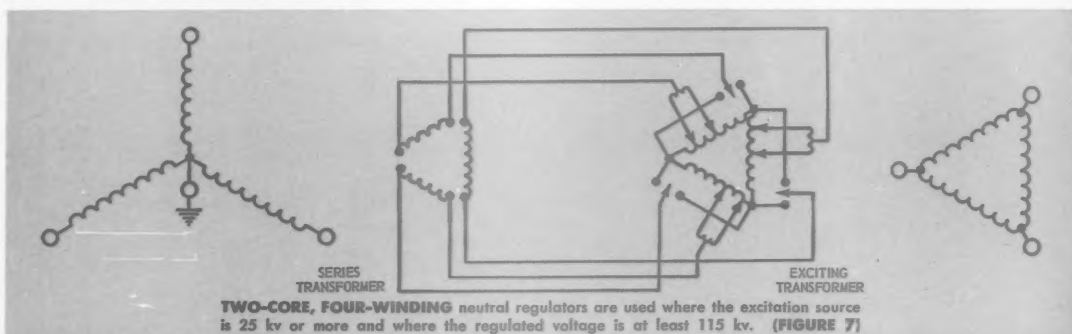 SERIES
TRANSFORMER
EXCITING
TRANSFORMER
TWO-CORE, FOUR-WINDING neutral regulators are used where the excitation source
is 25 kv or more and where the regulated voltage is at least 115 kv. (FIGURE 7)